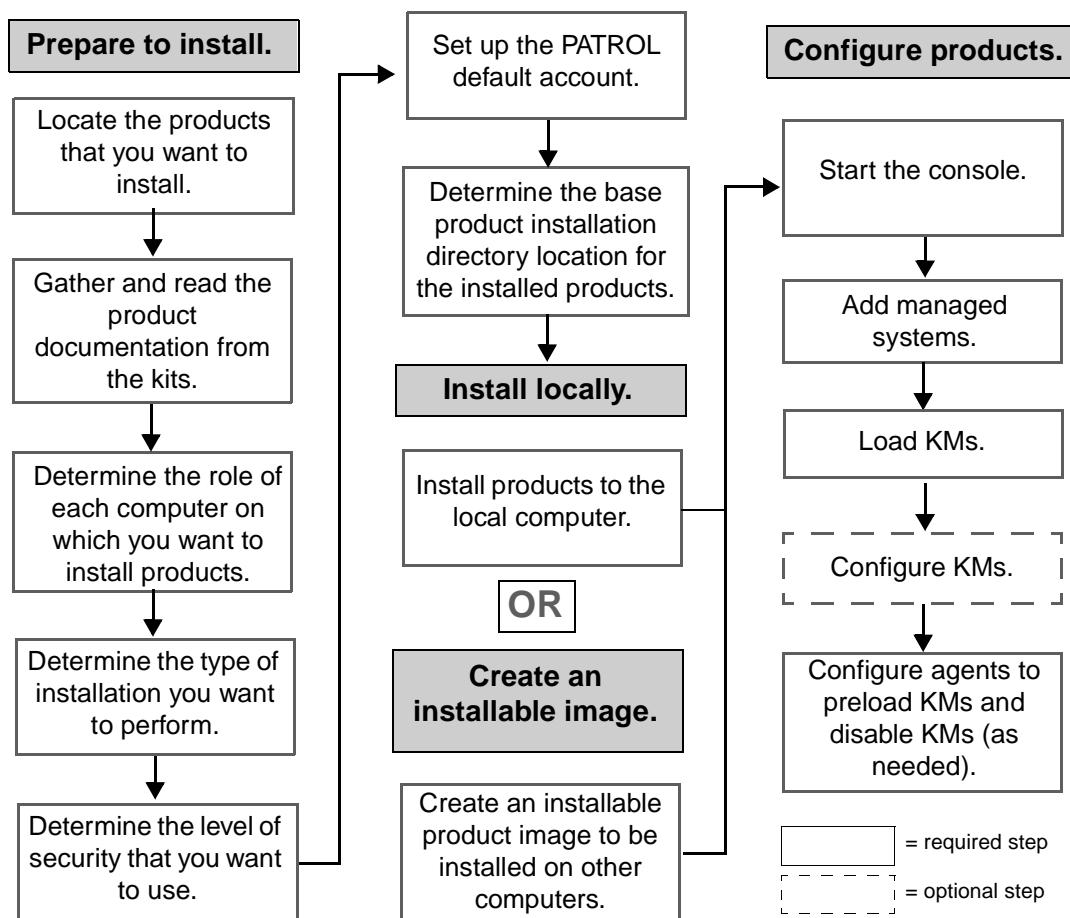 Prepare to install.
Locate the products
that you want to
install.
Gather and read the
product
documentation from
the kits.
Determine the role of
each computer on
which you want to
install products.
Determine the type of
installation you want
to perform.
Determine the level of
security that you want
to use.
Set up the PATROL
default account.
Determine the base
product installation
directory location for
the installed products.
Install locally.
Install products to the
local computer.
OR
Create an
installable image.
Create an installable
product image to be
installed on other
computers.
Configure products.
Start the console.
Add managed
systems.
Load KMs.
Configure KMs.
Configure agents to
preload KMs and
disable KMs (as
needed).
= required step
= optional step